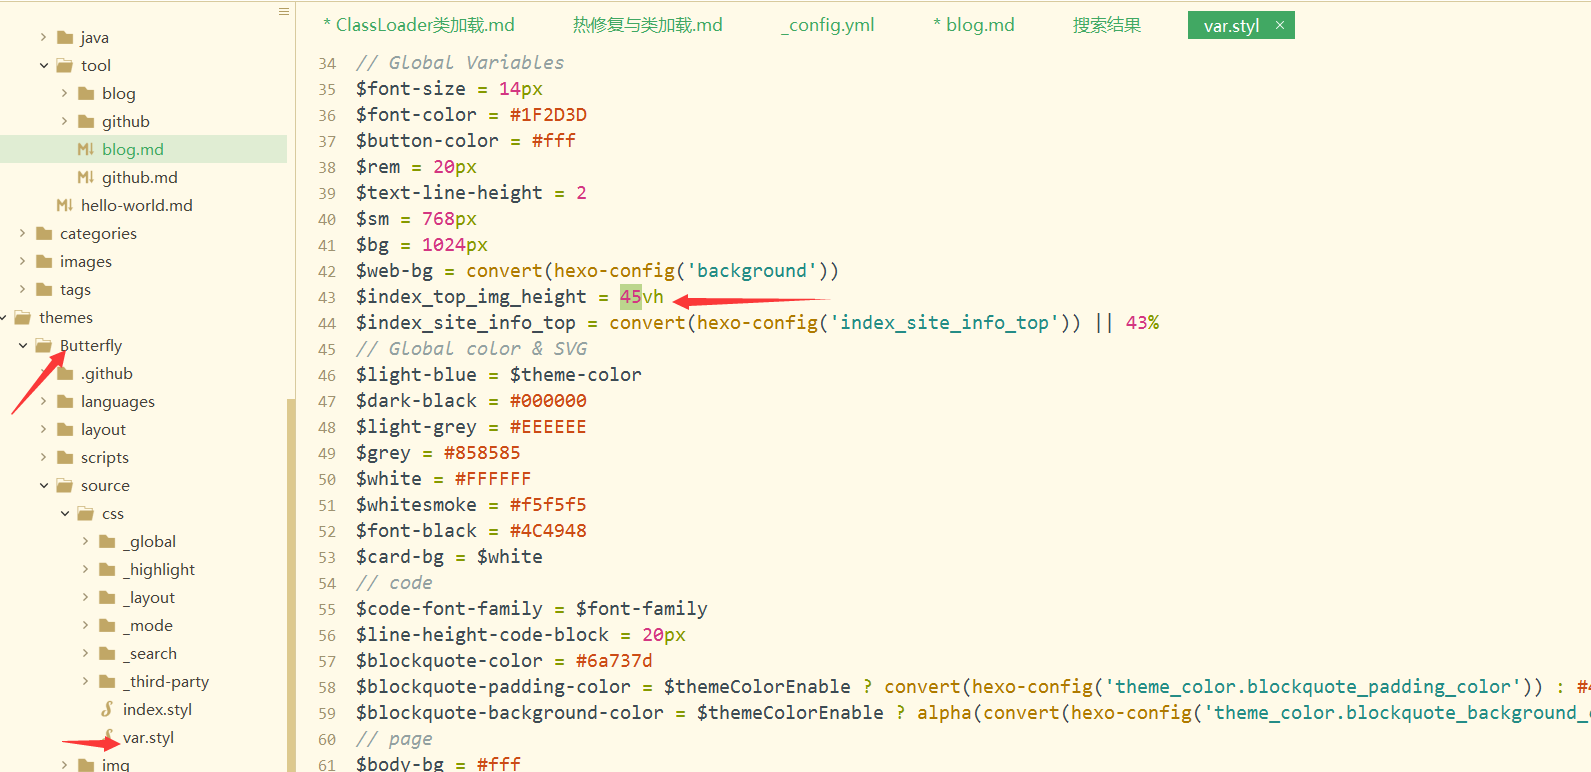 java
tool
blog
github
blog.md
github.md
hello-world.md
categories
images
tags
themes
Butterfly
.github
languages
layout
scripts
source
css
_global
_highlight
_layout
_mode
_search
_third-party
index.styl
var.styl
img
* ClassLoader类加载.md 热修复与类加载.md _config.yml * blog.md 搜索结果 var.styl ×
34 // Global Variables
35 $font-size = 14px
36 $font-color = #1F2D3D
37 $button-color = #fff
38 $rem = 20px
39 $text-line-height = 2
40 $sm = 768px
41 $bg = 1024px
42 $web-bg = convert(hexo-config('background'))
43 $index_top_img_height = 45vh
44 $index_site_info_top = convert(hexo-config('index_site_info_top')) || 43%
45 // Global color & SVG
46 $light-blue = $theme-color
47 $dark-black = #000000
48 $light-grey = #EEEEEE
49 $grey = #858585
50 $white = #FFFFFF
51 $whitesmoke = #f5f5f5
52 $font-black = #4C4948
53 $card-bg = $white
54 // code
55 $code-font-family = $font-family
56 $line-height-code-block = 20px
57 $blockquote-color = #6a737d
58 $blockquote-padding-color = $themeColorEnable ? convert(hexo-config('theme_color.blockquote_padding_color')) : #4
59 $blockquote-background-color = $themeColorEnable ? alpha(convert(hexo-config('theme_color.blockquote_background_c
60 // page
61 $body-bg = #fff